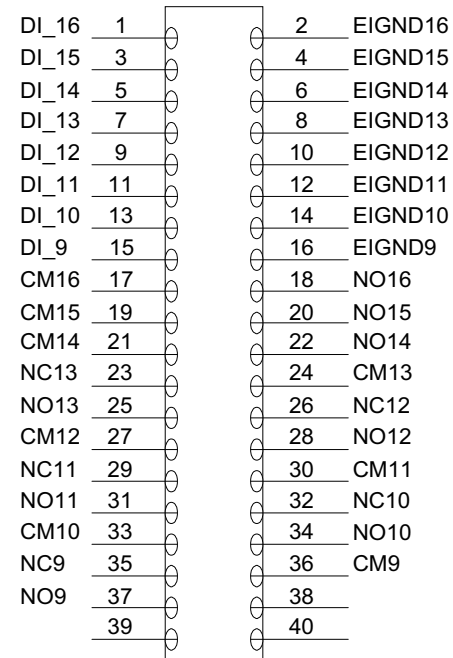 DI_16 1 2 EIGND16
DI_15 3 4 EIGND15
DI_14 5 6 EIGND14
DI_13 7 8 EIGND13
DI_12 9 10 EIGND12
DI_11 11 12 EIGND11
DI_10 13 14 EIGND10
DI_9 15 16 EIGND9
CM16 17 18 NO16
CM15 19 20 NO15
CM14 21 22 NO14
NC13 23 24 CM13
NO13 25 26 NC12
CM12 27 28 NO12
NC11 29 30 CM11
NO11 31 32 NC10
CM10 33 34 NO10
NC9 35 36 CM9
NO9 37 38
39 40